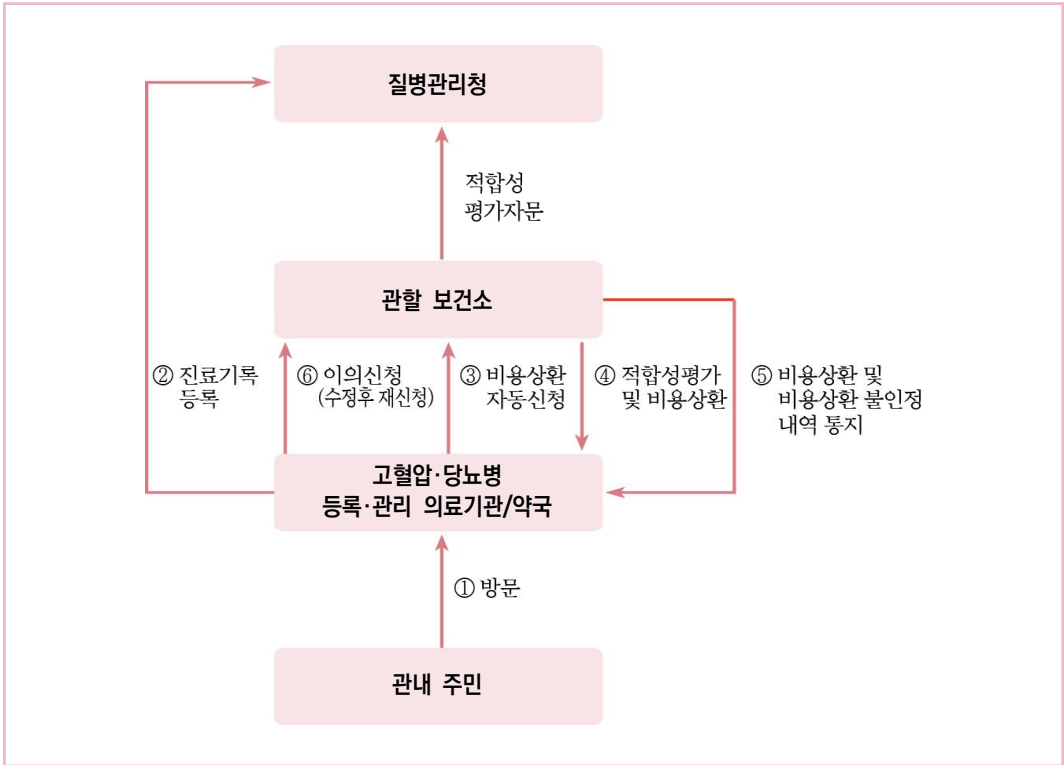 질병관리청
적합성
평가자문
관할 보건소
② 진료기록
등록
⑥ 이의신청
(수정후 재신청)
③ 비용상환
자동신청
④ 적합성평가
및 비용상환
⑤ 비용상환 및
비용상환 불인정
내역 통지
고혈압·당뇨병
등록·관리 의료기관/약국
① 방문
관내 주민